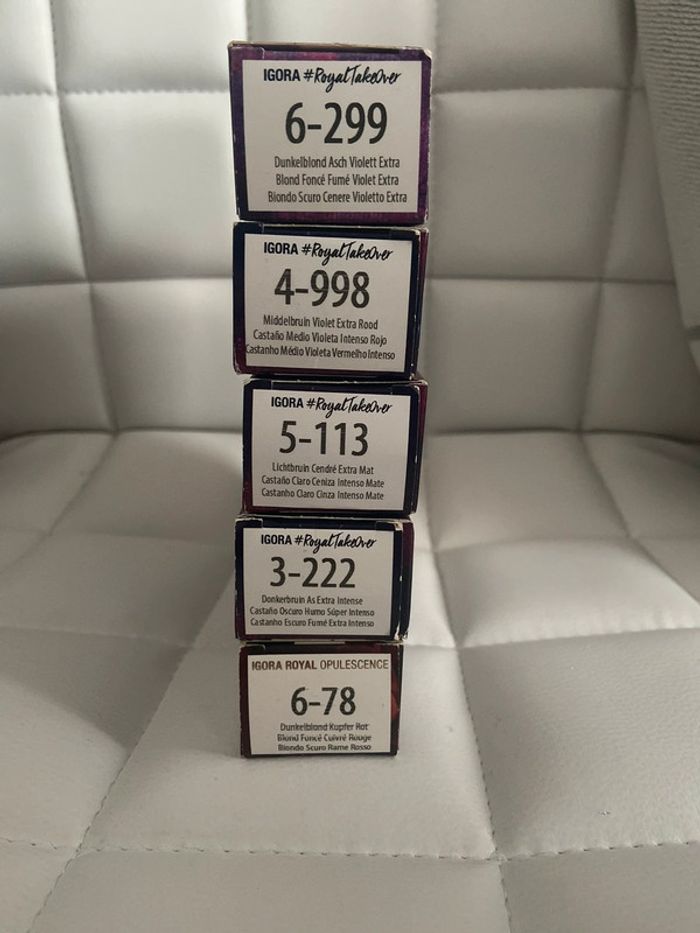 IGORA #RoyalTakeOver
6-299
Dunkelblond Asch Violett Extra
Blond Foncé Fumé Violet Extra
Biondo Scuro Cenere Violetto Extra
IGORA #RoyalTakeOver
4-998
Middelbruin Violet Extra Rood
Castaño Medio Violeta Intenso Rojo
Castanho Médio Violeta Vermelho Intenso
IGORA #RoyalTakeOver
5-113
Lichtbruin Cendré Extra Mat
Castaño Claro Ceniza Intenso Mate
Castanho Claro Cinza Intenso Mate
IGORA #RoyalTakeOver
3-222
Donkerbruin As Extra Intense
Castaño Oscuro Humo Súper Intenso
Castanho Escuro Fumé Extra Intenso
IGORA ROYAL OPULESCENCE
6-78
Dunkelblond Kupfer Rot
Blond Foncé Cuivré Rouge
Biondo Scuro Rame Rosso